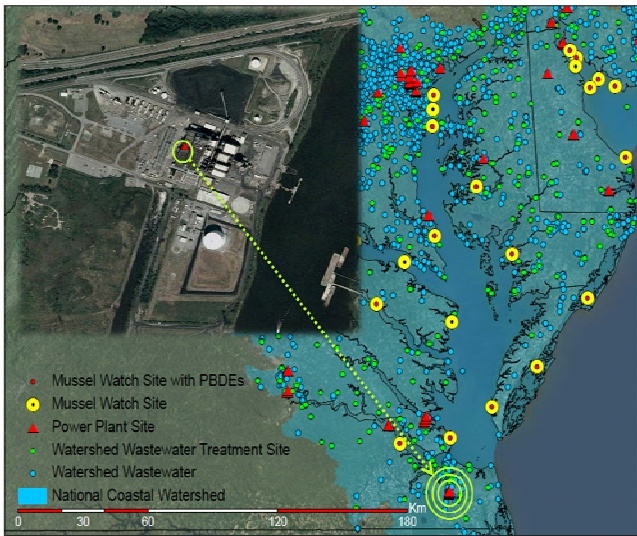 Mussel Watch Site with PBDEs
Mussel Watch Site
Power Plant Site
Watershed Wastewater Treatment Site
Watershed Wastewater
National Coastal Watershed
Km
0 30 60 120 180